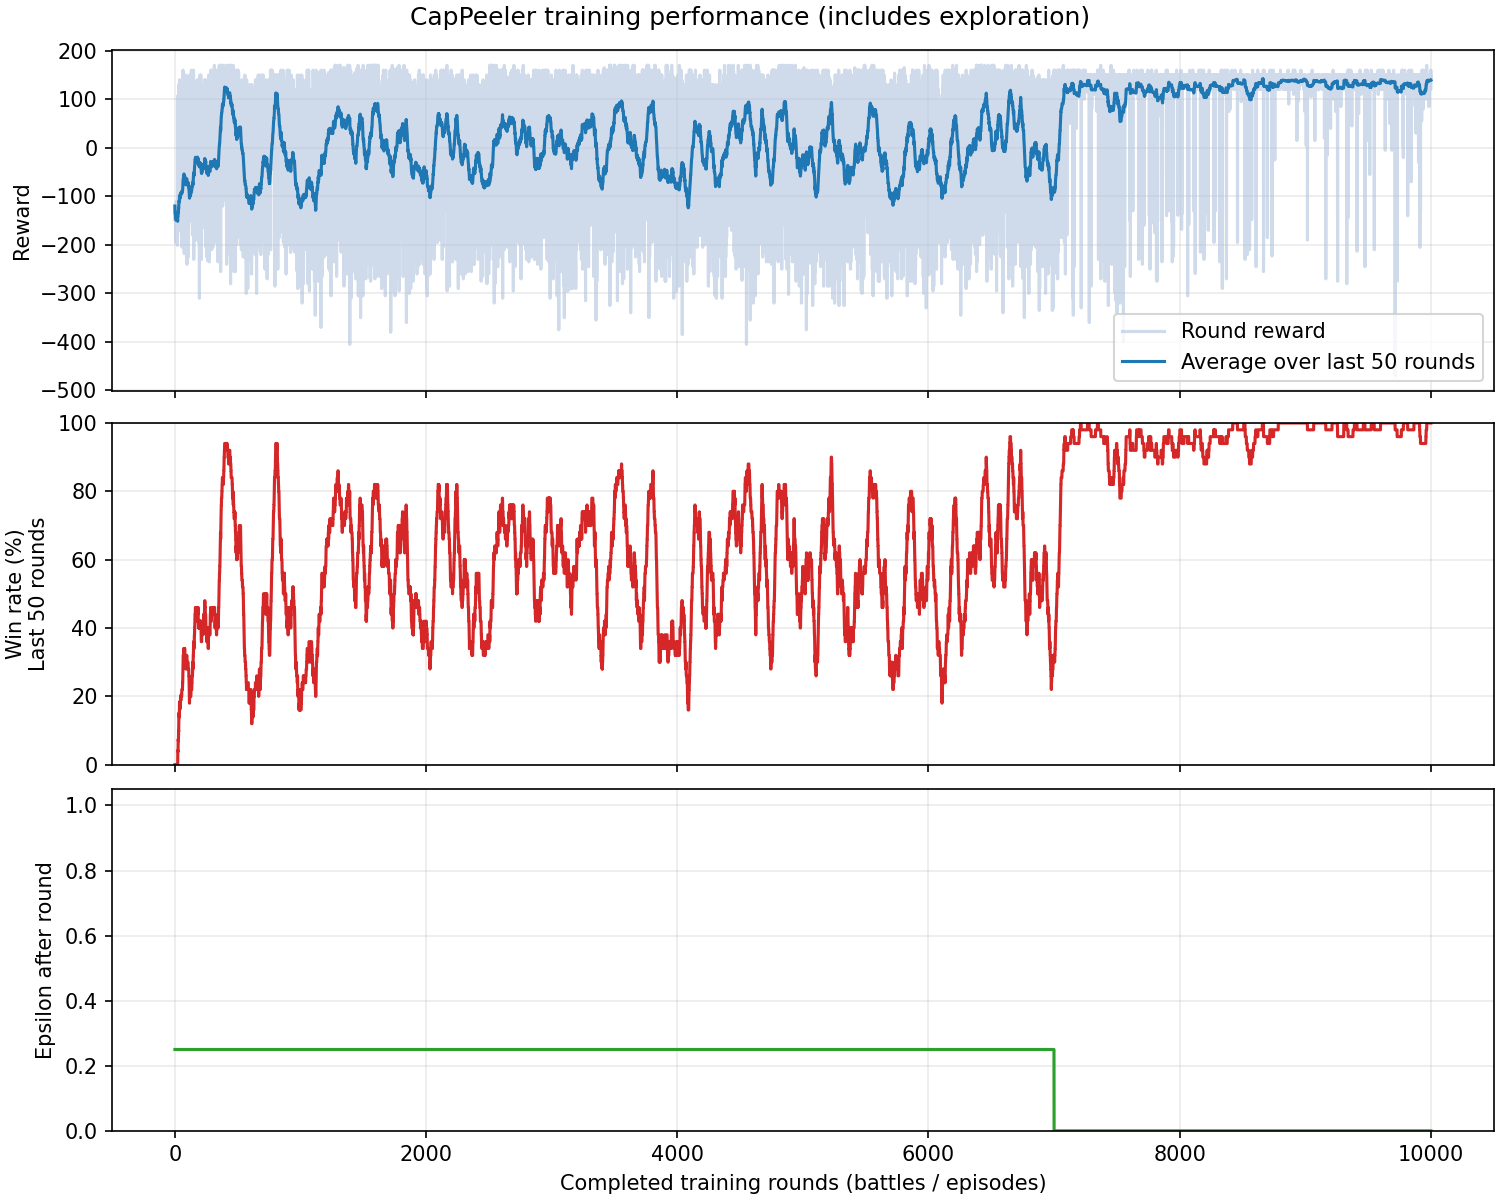 CapPeeler training performance (includes exploration)
200
100
0
−100
−200
−300
−400
−500
Reward
Round reward
Average over last 50 rounds
100
80
60
40
20
0
Win rate (%)
Last 50 rounds
1.0
0.8
0.6
0.4
0.2
0.0
Epsilon after round
0 2000 4000 6000 8000 10000
Completed training rounds (battles / episodes)